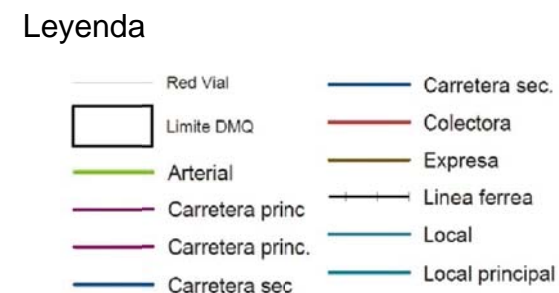 Leyenda
Red Vial
Limite DMQ
Arterial
Carretera princ
Carretera princ.
Carretera sec
Carretera sec.
Colectora
Expresa
Linea ferrea
Local
Local principal